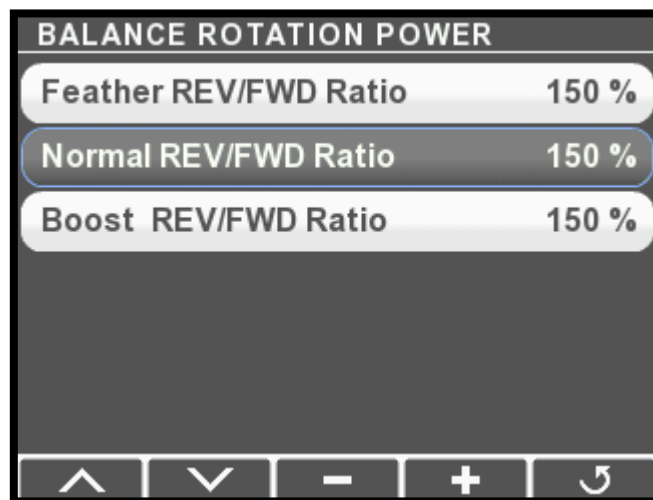 BALANCE ROTATION POWER
Feather REV/FWD Ratio 150 %
Normal REV/FWD Ratio 150 %
Boost REV/FWD Ratio 150 %